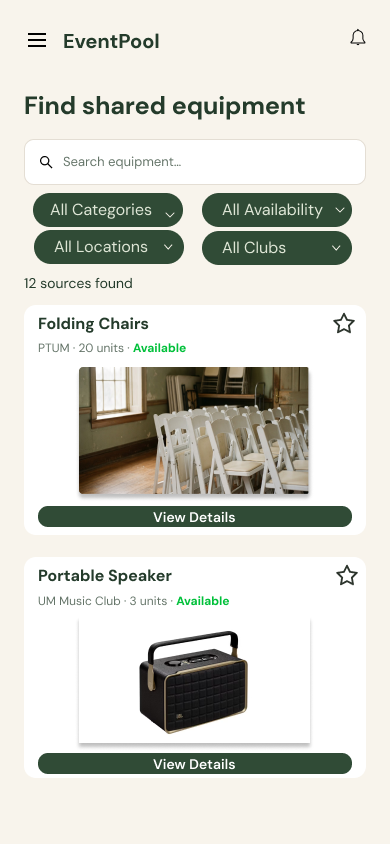 EventPool
Find shared equipment
Search equipment...
All Categories
All Availability
All Locations
All Clubs
12 sources found
Folding Chairs
PTUM · 20 units · Available
View Details
Portable Speaker
UM Music Club · 3 units · Available
View Details